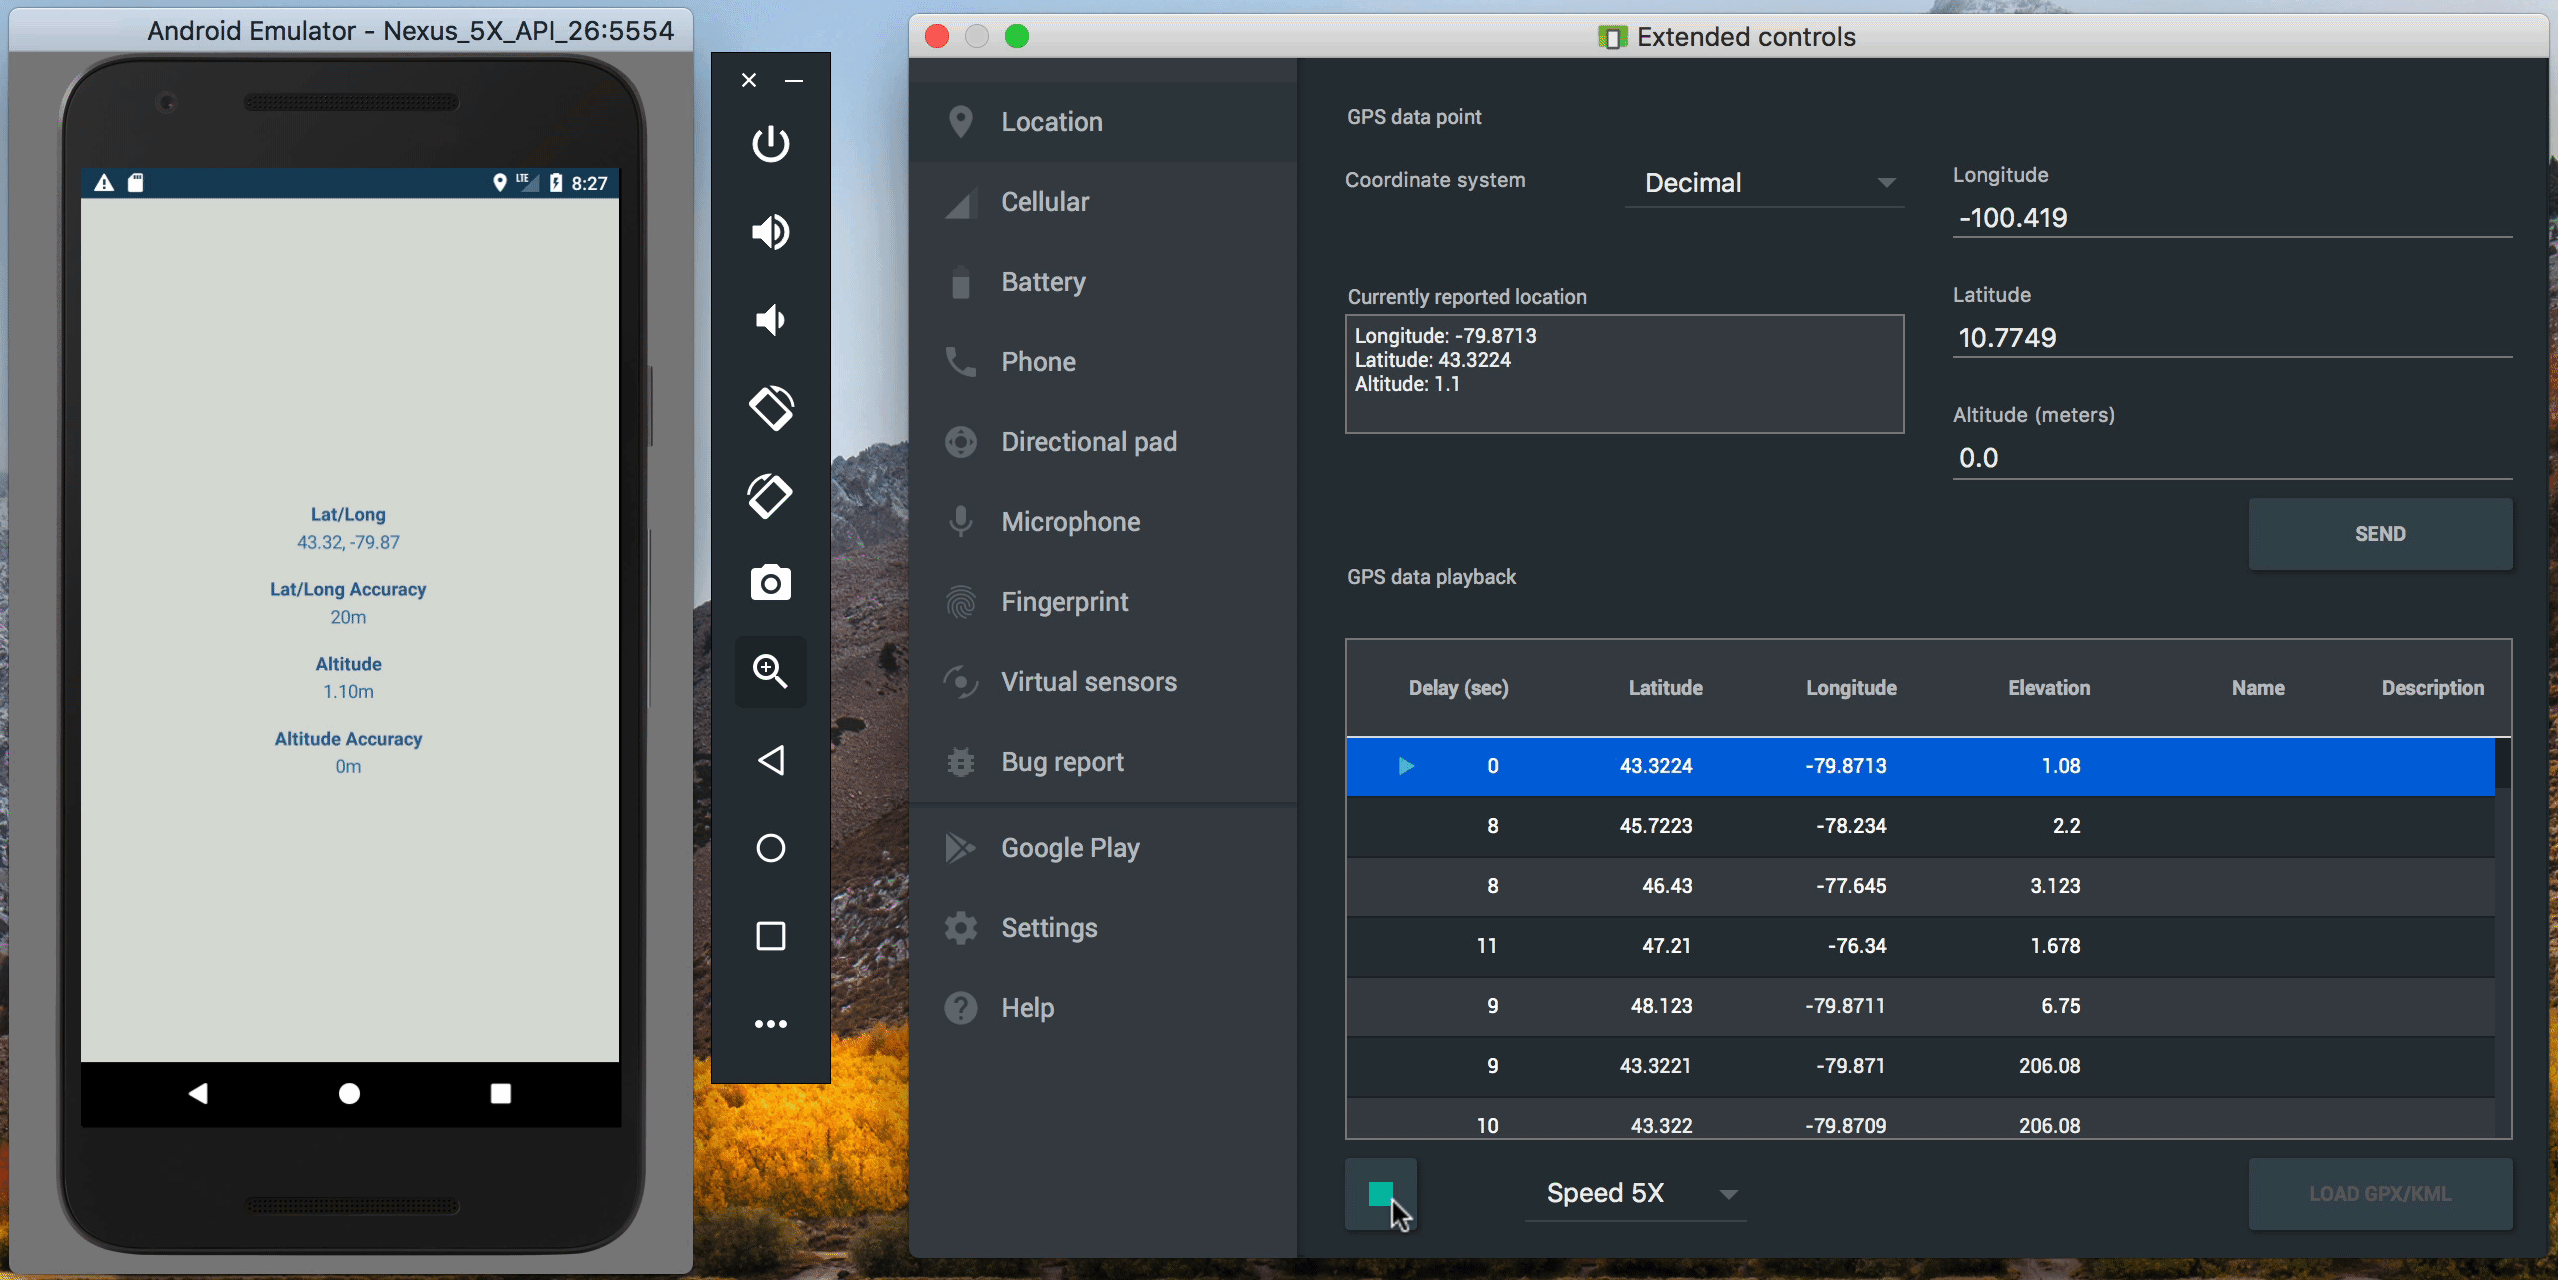 Android Emulator - Nexus_5X_API_26:5554
LTE 8:27
Lat/Long
43.32, -79.87
Lat/Long Accuracy
20m
Altitude
1.10m
Altitude Accuracy
0m
Extended controls
Location
Cellular
Battery
Phone
Directional pad
Microphone
Fingerprint
Virtual sensors
Bug report
Google Play
Settings
Help
GPS data point
Coordinate system
Decimal
Longitude
-100.419
Latitude
10.7749
Altitude (meters)
0.0
Currently reported location
Longitude: -79.8713
Latitude: 43.3224
Altitude: 1.1
SEND
GPS data playback
Delay (sec) Latitude Longitude Elevation Name Description
0 43.3224 -79.8713 1.08
8 45.7223 -78.234 2.2
8 46.43 -77.645 3.123
11 47.21 -76.34 1.678
9 48.123 -79.8711 6.75
9 43.3221 -79.871 206.08
10 43.322 -79.8709 206.08
Speed 5X
LOAD GPX/KML